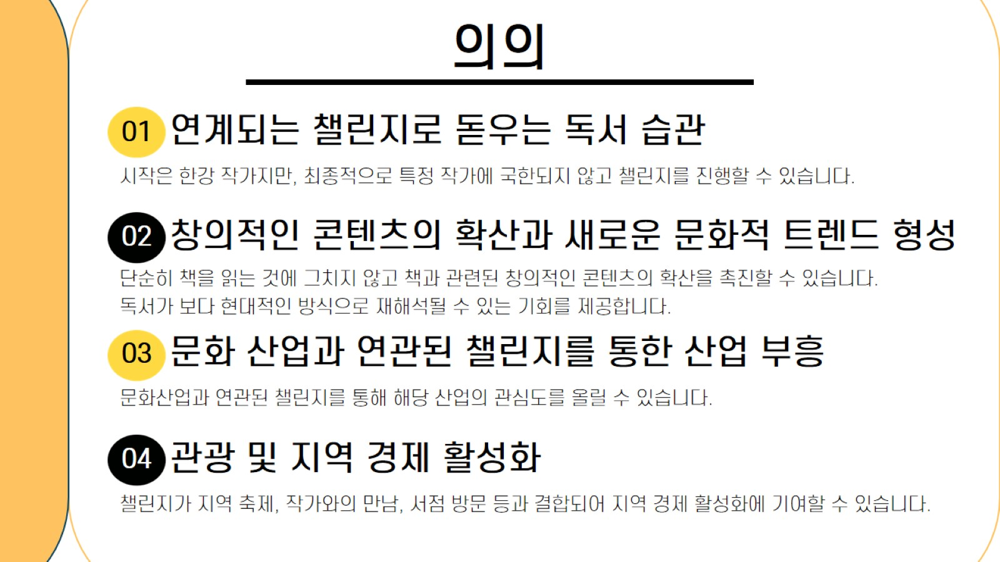 의의
01 연계되는 챌린지로 돋우는 독서 습관
시작은 한강 작가지만, 최종적으로 특정 작가에 국한되지 않고 챌린지를 진행할 수 있습니다.
02 창의적인 콘텐츠의 확산과 새로운 문화적 트렌드 형성
단순히 책을 읽는 것에 그치지 않고 책과 관련된 창의적인 콘텐츠의 확산을 촉진할 수 있습니다.
독서가 보다 현대적인 방식으로 재해석될 수 있는 기회를 제공합니다.
03 문화 산업과 연관된 챌린지를 통한 산업 부흥
문화산업과 연관된 챌린지를 통해 해당 산업의 관심도를 올릴 수 있습니다.
04 관광 및 지역 경제 활성화
챌린지가 지역 축제, 작가와의 만남, 서점 방문 등과 결합되어 지역 경제 활성화에 기여할 수 있습니다.